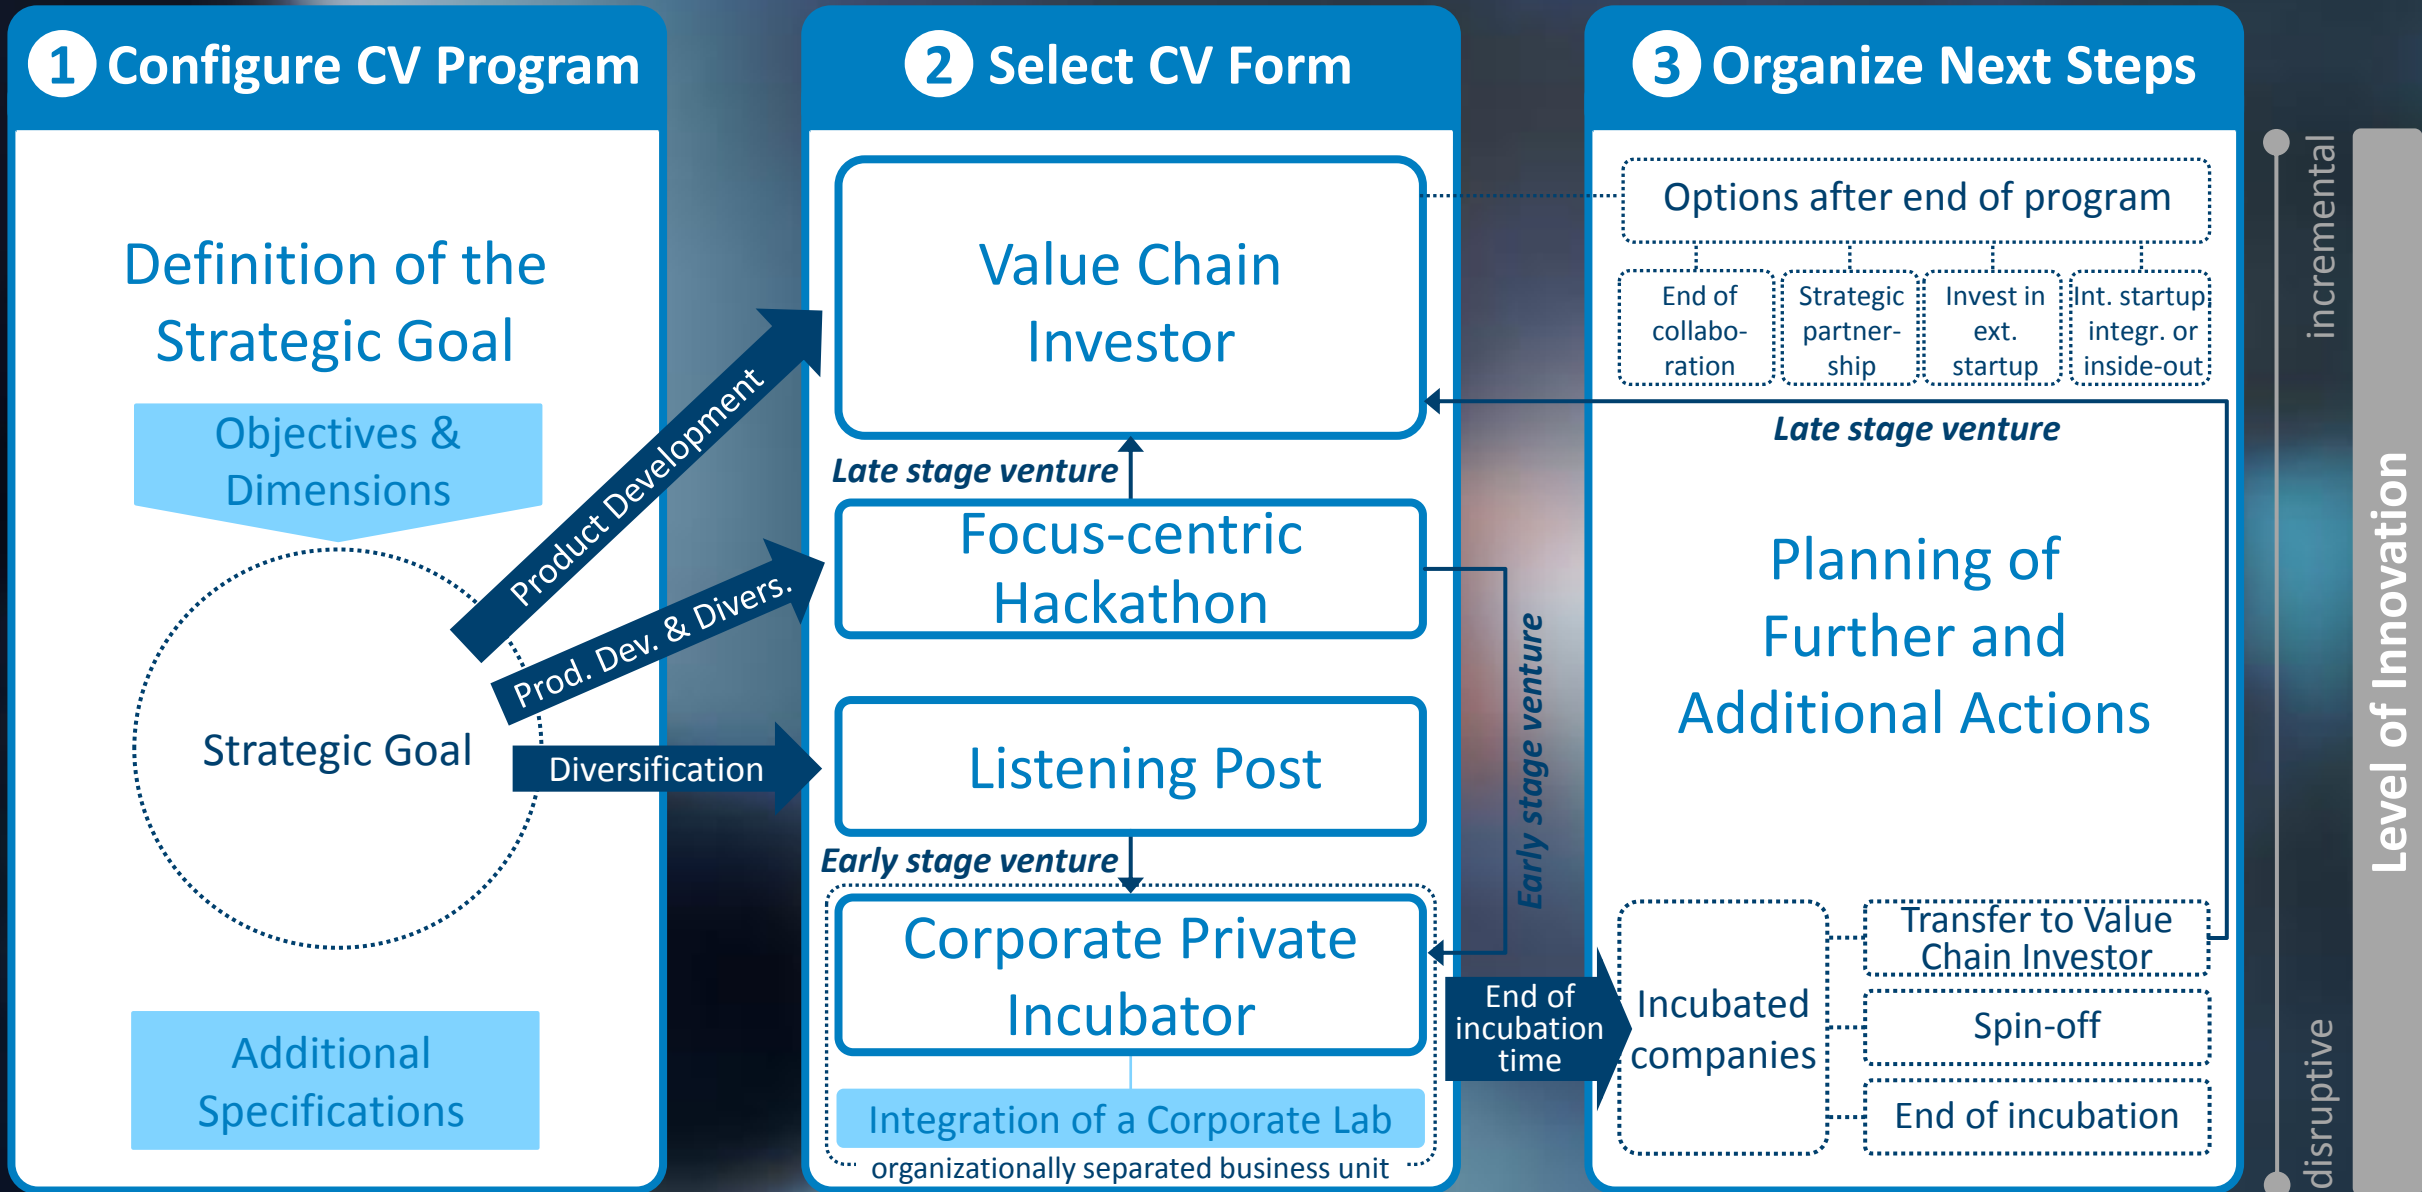 1 Configure CV Program
Definition of the
Strategic Goal
Objectives &
Dimensions
Strategic Goal
Additional
Specifications
Product Development
Prod. Dev. & Divers.
Diversification
2 Select CV Form
Value Chain
Investor
Late stage venture
Focus-centric
Hackathon
Listening Post
Early stage venture
Corporate Private
Incubator
Integration of a Corporate Lab
organizationally separated business unit
Early stage venture
End of
incubation
time
3 Organize Next Steps
Options after end of program
End of
collabo-
ration
Strategic
partner-
ship
Invest in
ext.
startup
Int. startup
integr. or
inside-out
Late stage venture
Planning of
Further and
Additional Actions
Incubated
companies
Transfer to Value
Chain Investor
Spin-off
End of incubation
incremental
disruptive
Level of Innovation